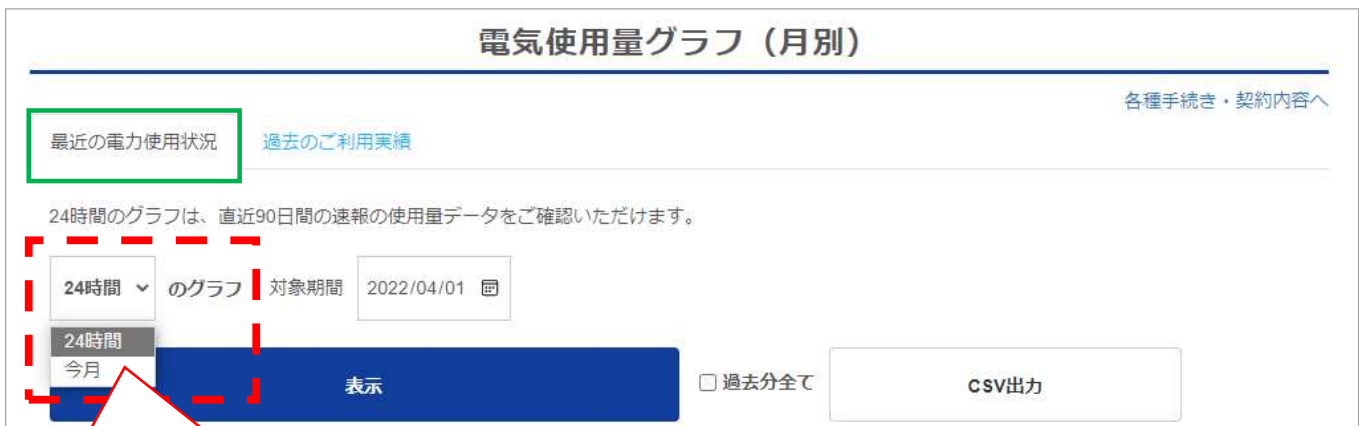 電気使用量グラフ（月別）
各種手続き・契約内容へ
最近の電力使用状況 過去のご利用実績
24時間のグラフは、直近90日間の速報の使用量データをご確認いただけます。
24時間 のグラフ 対象期間 2022/04/01
24時間
今月
表示 過去分全て CSV出力